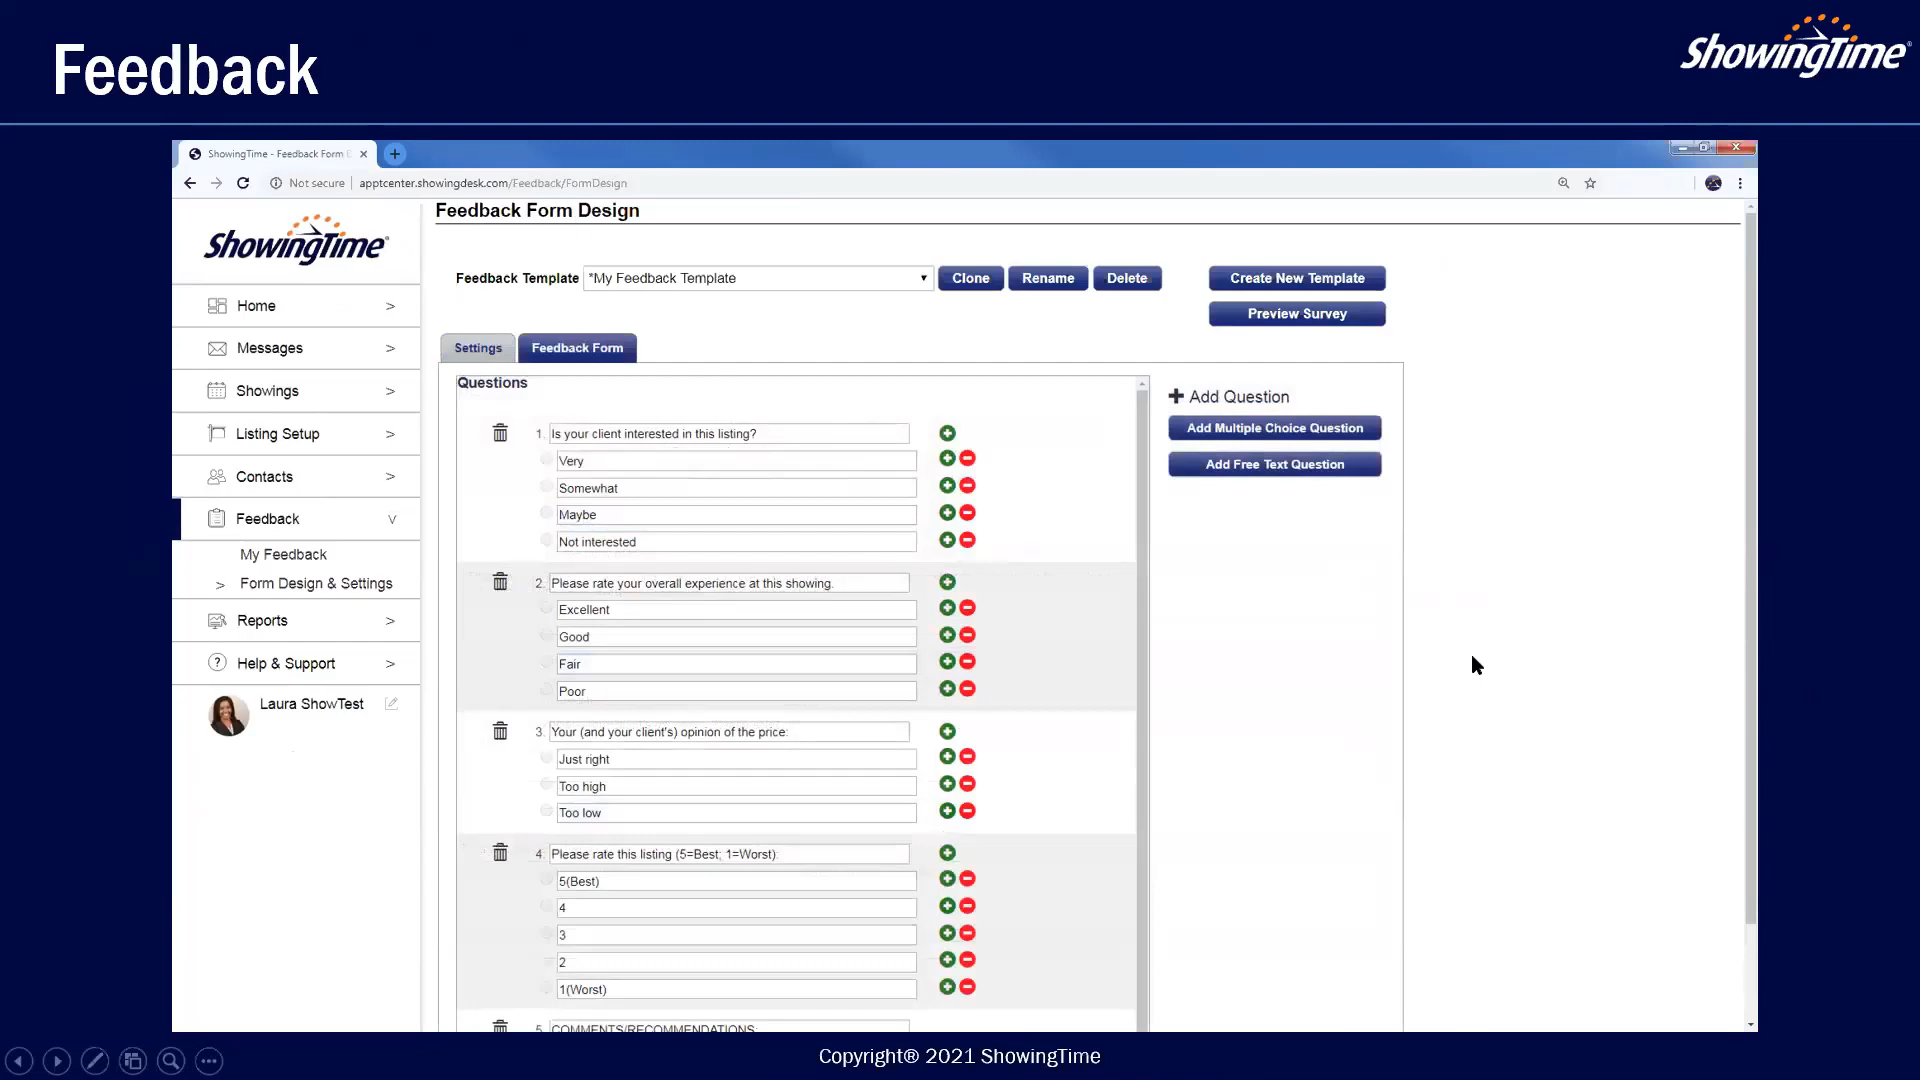 Feedback
ShowingTime®
ShowingTime - Feedback Form D
Not secure | apptcenter.showingdesk.com/Feedback/FormDesign
ShowingTime®
Feedback Form Design
Feedback Template *My Feedback Template Clone Rename Delete Create New Template
Preview Survey
Home >
Messages >
Showings >
Listing Setup >
Contacts >
Feedback V
My Feedback
> Form Design & Settings
Reports >
? Help & Support >
Laura ShowTest
Settings Feedback Form
Questions
1. Is your client interested in this listing?
Very
Somewhat
Maybe
Not interested
2. Please rate your overall experience at this showing.
Excellent
Good
Fair
Poor
3. Your (and your client's) opinion of the price:
Just right
Too high
Too low
4. Please rate this listing (5=Best; 1=Worst):
5(Best)
4
3
2
1(Worst)
5. COMMENTS/RECOMMENDATIONS:
Add Question
Add Multiple Choice Question
Add Free Text Question
Copyright® 2021 ShowingTime